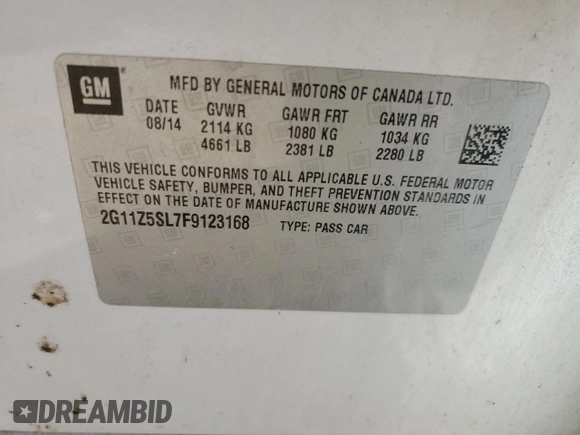 GM
MFD BY GENERAL MOTORS OF CANADA LTD.
DATE GVWR GAWR FRT GAWR RR
08/14 2114 KG 1080 KG 1034 KG
4661 LB 2381 LB 2280 LB
THIS VEHICLE CONFORMS TO ALL APPLICABLE U.S. FEDERAL MOTOR
VEHICLE SAFETY, BUMPER, AND THEFT PREVENTION STANDARDS IN
EFFECT ON THE DATE OF MANUFACTURE SHOWN ABOVE.
2G11Z5SL7F9123168 TYPE: PASS CAR
DREAMBID